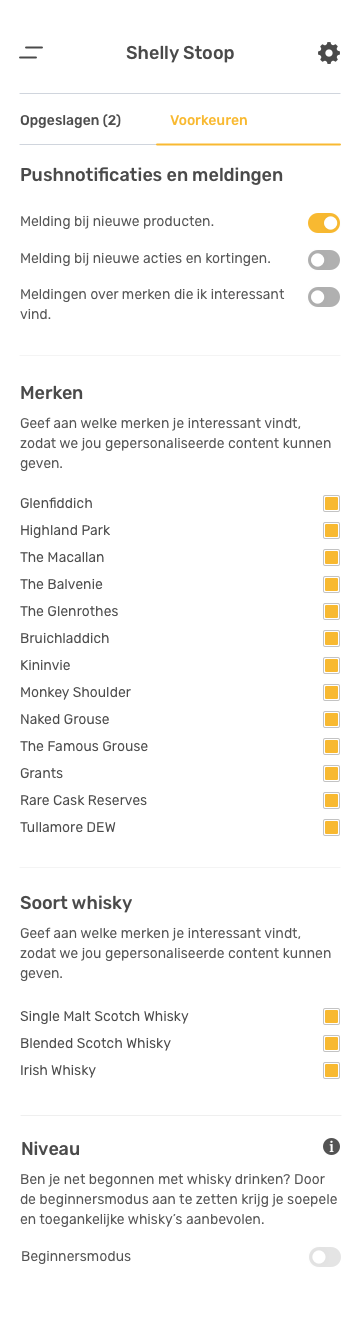 Shelly Stoop
Opgeslagen (2) Voorkeuren
Pushnotificaties en meldingen
Melding bij nieuwe producten.
Melding bij nieuwe acties en kortingen.
Meldingen over merken die ik interessant
vind.
Merken
Geef aan welke merken je interessant vindt,
zodat we jou gepersonaliseerde content kunnen
geven.
Glenfiddich
Highland Park
The Macallan
The Balvenie
The Glenrothes
Bruichladdich
Kininvie
Monkey Shoulder
Naked Grouse
The Famous Grouse
Grants
Rare Cask Reserves
Tullamore DEW
Soort whisky
Geef aan welke merken je interessant vindt,
zodat we jou gepersonaliseerde content kunnen
geven.
Single Malt Scotch Whisky
Blended Scotch Whisky
Irish Whisky
Niveau
Ben je net begonnen met whisky drinken? Door
de beginnersmodus aan te zetten krijg je soepele
en toegankelijke whisky’s aanbevolen.
Beginnersmodus